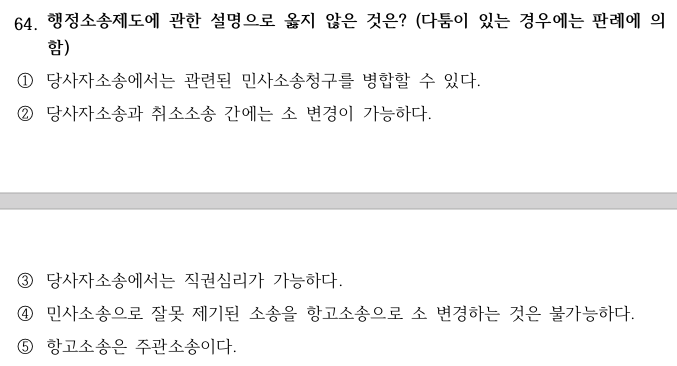 64. 행정소송제도에 관한 설명으로 옳지 않은 것은? (다툼이 있는 경우에는 판례에 의
함)
① 당사자소송에서는 관련된 민사소송청구를 병합할 수 있다.
② 당사자소송과 취소소송 간에는 소 변경이 가능하다.
③ 당사자소송에서는 직권심리가 가능하다.
④ 민사소송으로 잘못 제기된 소송을 항고소송으로 소 변경하는 것은 불가능하다.
⑤ 항고소송은 주관소송이다.